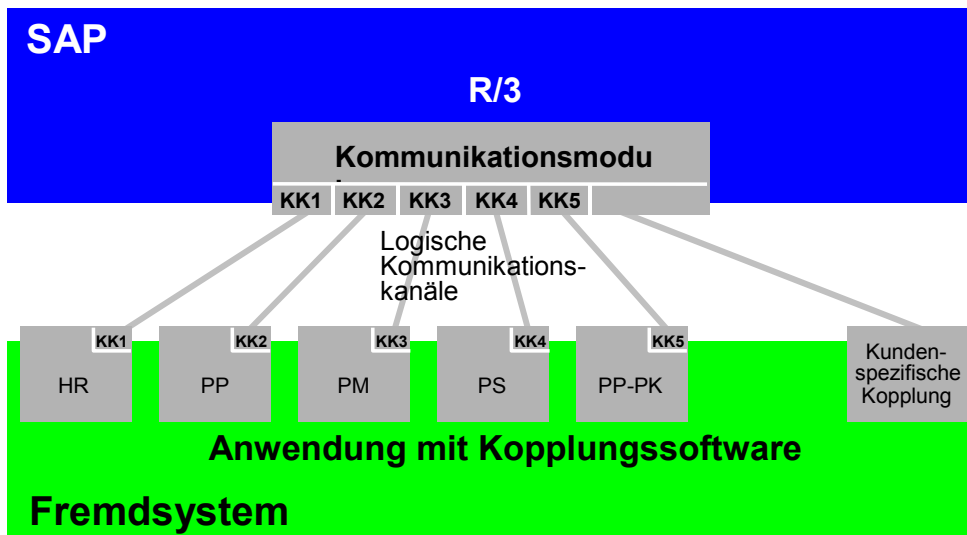 SAP
R/3
Kommunikationsmodu
KK1 KK2 KK3 KK4 KK5
Logische
Kommunikations-
kanäle
KK1 KK2 KK3 KK4 KK5
HR PP PM PS PP-PK
Kunden-
spezifische
Kopplung
Anwendung mit Kopplungssoftware
Fremdsystem